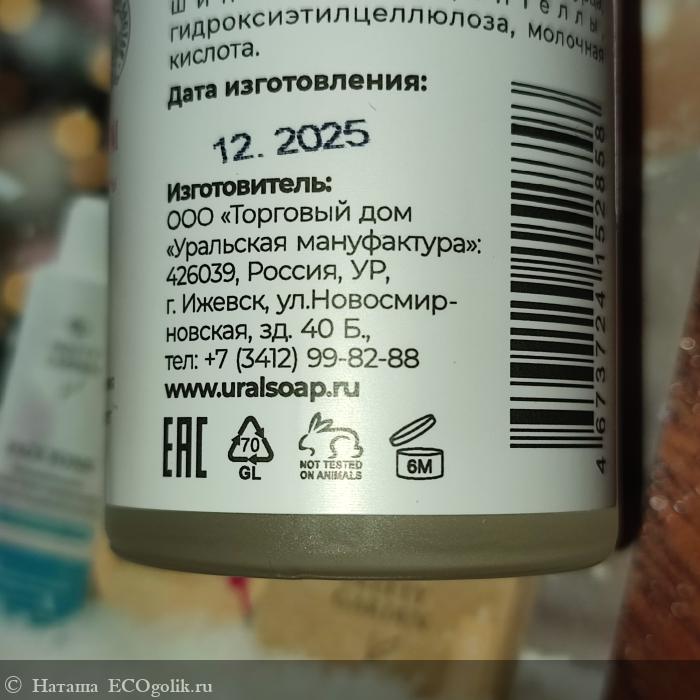 гидроксиэтилцеллюлоза, молочная
кислота.
Дата изготовления:
12. 2025
Изготовитель:
ООО «Торговый дом
«Уральская мануфактура»:
426039, Россия, УР,
г. Ижевск, ул.Новосмир-
новская, зд. 40 Б.,
тел: +7 (3412) 99-82-88
www.uralsoap.ru
EAC
70
GL
NOT TESTED
ON ANIMALS
6M
4 673724 152858
© Наташа ECOgolik.ru